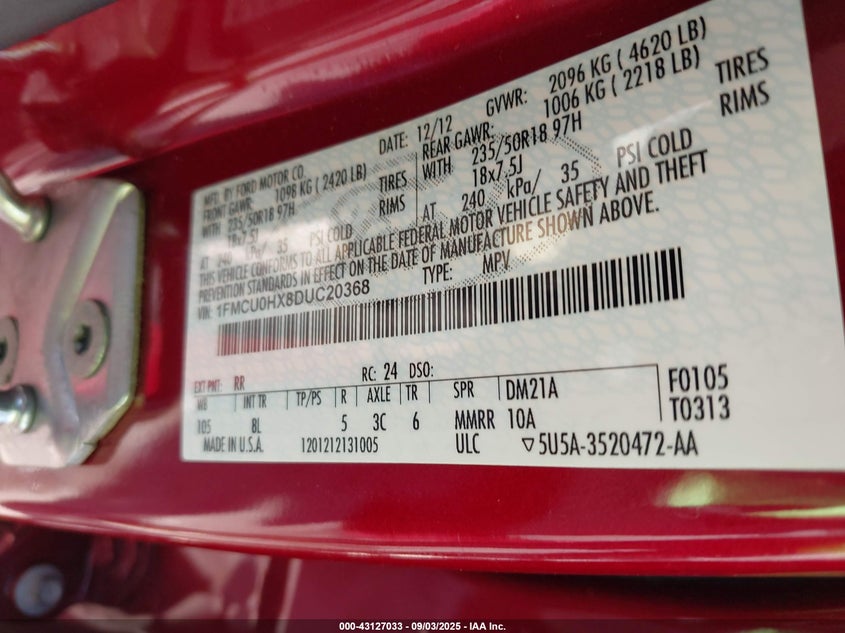 MFD. BY FORD MOTOR CO.
DATE: 12/12 GVWR: 2096 KG ( 4620 LB)
FRONT GAWR: 1098 KG ( 2420 LB) REAR GAWR: 1006 KG ( 2218 LB)
WITH 235/50R18 97H TIRES WITH 235/50R18 97H TIRES
18x7.5J RIMS 18x7.5J RIMS
AT 240 kPa/ 35 PSI COLD AT 240 kPa/ 35 PSI COLD
THIS VEHICLE CONFORMS TO ALL APPLICABLE FEDERAL MOTOR VEHICLE SAFETY AND THEFT
PREVENTION STANDARDS IN EFFECT ON THE DATE OF MANUFACTURE SHOWN ABOVE.
VIN: 1FMCU0HX8DUC20368 TYPE: MPV
EXT PNT: RR RC: 24 DSO:
WB INT TR TP/PS R AXLE TR SPR DM21A F0105
105 8L 5 3C 6 MMRR 10A T0313
MADE IN U.S.A. 1201212131005 ULC ▽5U5A-3520472-AA
000-43127033 - 09/03/2025 - IAA Inc.